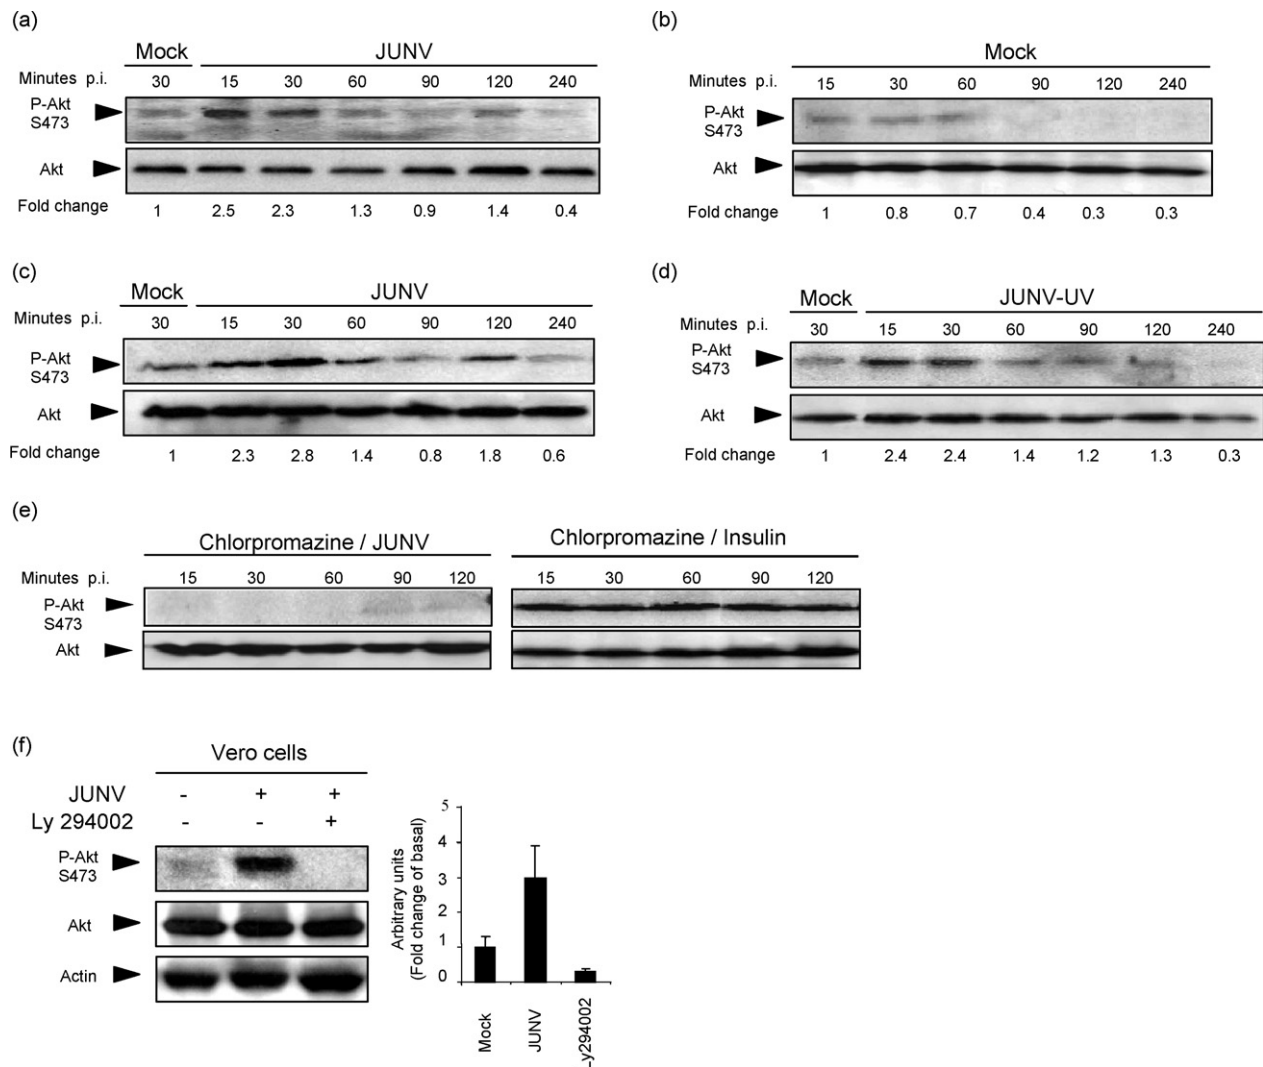 (a)
Mock JUNV
Minutes p.i. 30 15 30 60 90 120 240
P-Akt
S473
Akt
Fold change 1 2.5 2.3 1.3 0.9 1.4 0.4
(b)
Mock
Minutes p.i. 15 30 60 90 120 240
P-Akt
S473
Akt
Fold change 1 0.8 0.7 0.4 0.3 0.3
(c)
Mock JUNV
Minutes p.i. 30 15 30 60 90 120 240
P-Akt
S473
Akt
Fold change 1 2.3 2.8 1.4 0.8 1.8 0.6
(d)
Mock JUNV-UV
Minutes p.i. 30 15 30 60 90 120 240
P-Akt
S473
Akt
Fold change 1 2.4 2.4 1.4 1.2 1.3 0.3
(e)
Chlorpromazine / JUNV Chlorpromazine / Insulin
Minutes p.i. 15 30 60 90 120 15 30 60 90 120
P-Akt
S473
Akt
(f)
Vero cells
JUNV - + +
Ly 294002 - - +
P-Akt
S473
Akt
Actin
Arbitrary units
(Fold change of basal)
5
4
3
2
1
0
Mock
JUNV
Ly294002